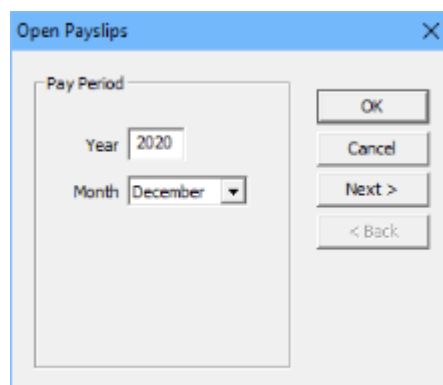 Open Payslips
Pay Period
Year 2020
Month December
OK
Cancel
Next >
< Back